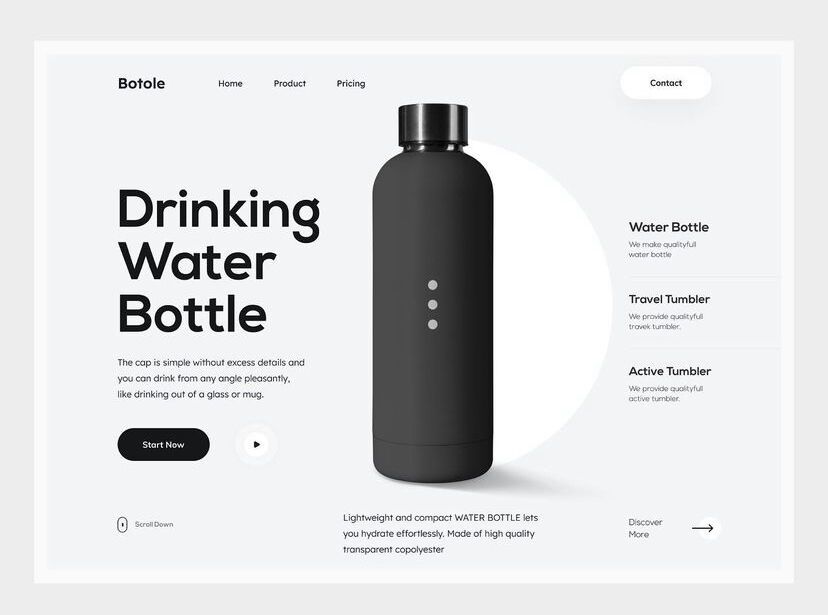 Botole
Home
Product
Pricing
Contact
Drinking
Water
Bottle
The cap is simple without excess details and
you can drink from any angle pleasantly,
like drinking out of a glass or mug.
Start Now
Scroll Down
Lightweight and compact WATER BOTTLE lets
you hydrate effortlessly. Made of high quality
transparent copolyester
Water Bottle
We make qualityfull
water bottle
Travel Tumbler
We provide qualityfull
travek tumbler.
Active Tumbler
We provide qualityfull
active tumbler.
Discover
More